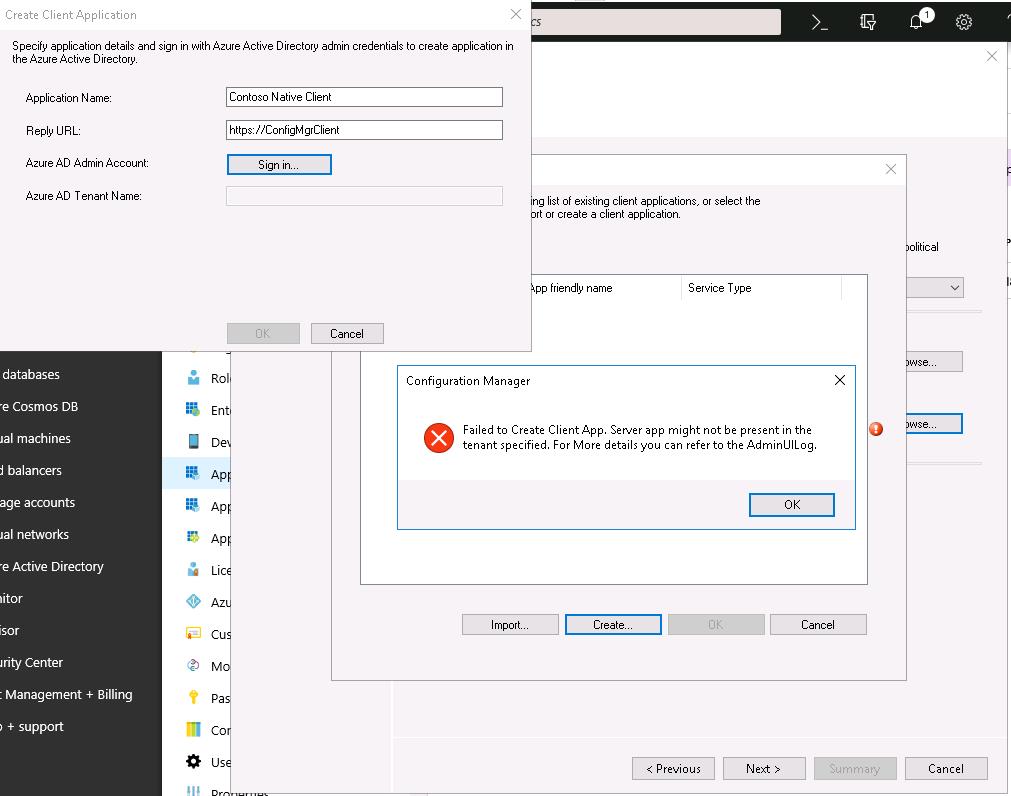 Create Client Application
Specify application details and sign in with Azure Active Directory admin credentials to create application in
the Azure Active Directory.
Application Name:
Contoso Native Client
Reply URL:
https://ConfigMgrClient
Azure AD Admin Account:
Sign in...
Azure AD Tenant Name:
OK
Cancel
cs
1
ing list of existing client applications, or select the
ort or create a client application.
App friendly name
Service Type
political
owse...
owse...
Configuration Manager
Failed to Create Client App. Server app might not be present in the
tenant specified. For More details you can refer to the AdminUILog.
OK
Import...
Create...
OK
Cancel
< Previous
Next >
Summary
Cancel
databases
re Cosmos DB
ual machines
d balancers
age accounts
ual networks
re Active Directory
nitor
isor
urity Center
t Management + Billing
p + support
Role
Ente
Dev
App
App
App
Lice
Azu
Cus
Mo
Pas
Con
Use
Properties